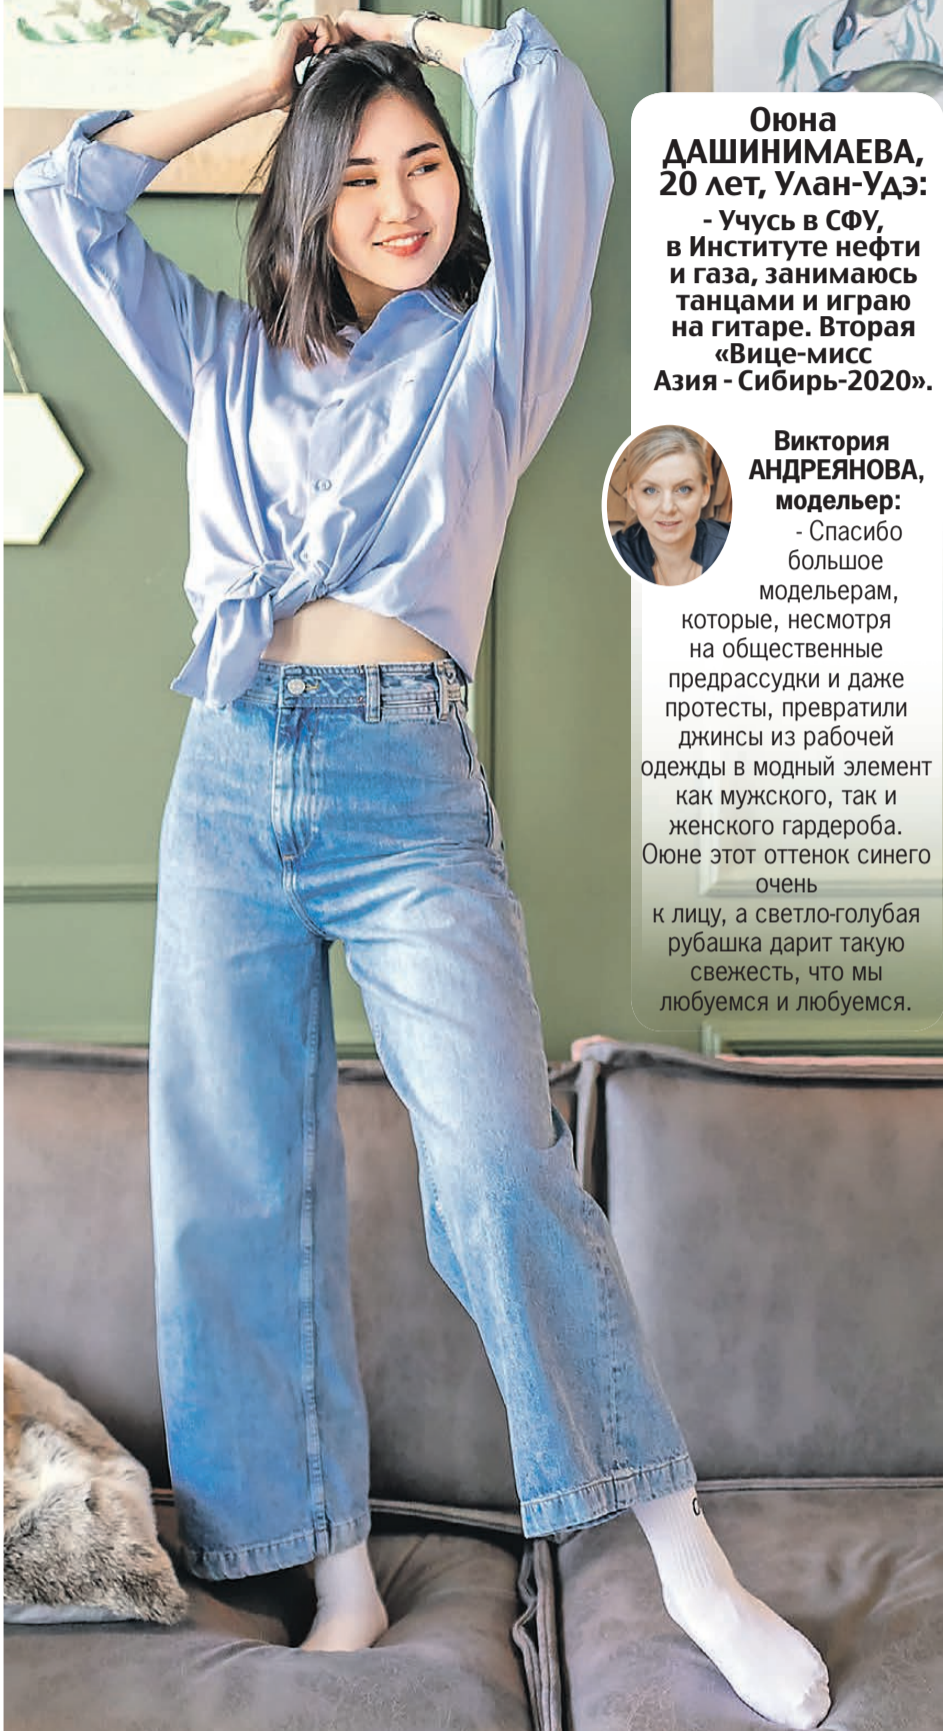 Оюна
ДАШИНИМАЕВА,
20 лет, Улан-Удэ:
- Учусь в СФУ,
в Институте нефти
и газа, занимаюсь
танцами и играю
на гитаре. Вторая
«Вице-мисс
Азия - Сибирь-2020».
Виктория
АНДРЕЯНОВА,
модельер:
- Спасибо
большое
модельерам,
которые, несмотря
на общественные
предрассудки и даже
протесты, превратили
джинсы из рабочей
одежды в модный элемент
как мужского, так и
женского гардероба.
Оюне этот оттенок синего
очень
к лицу, а светло-голубая
рубашка дарит такую
свежесть, что мы
любуемся и любуемся.